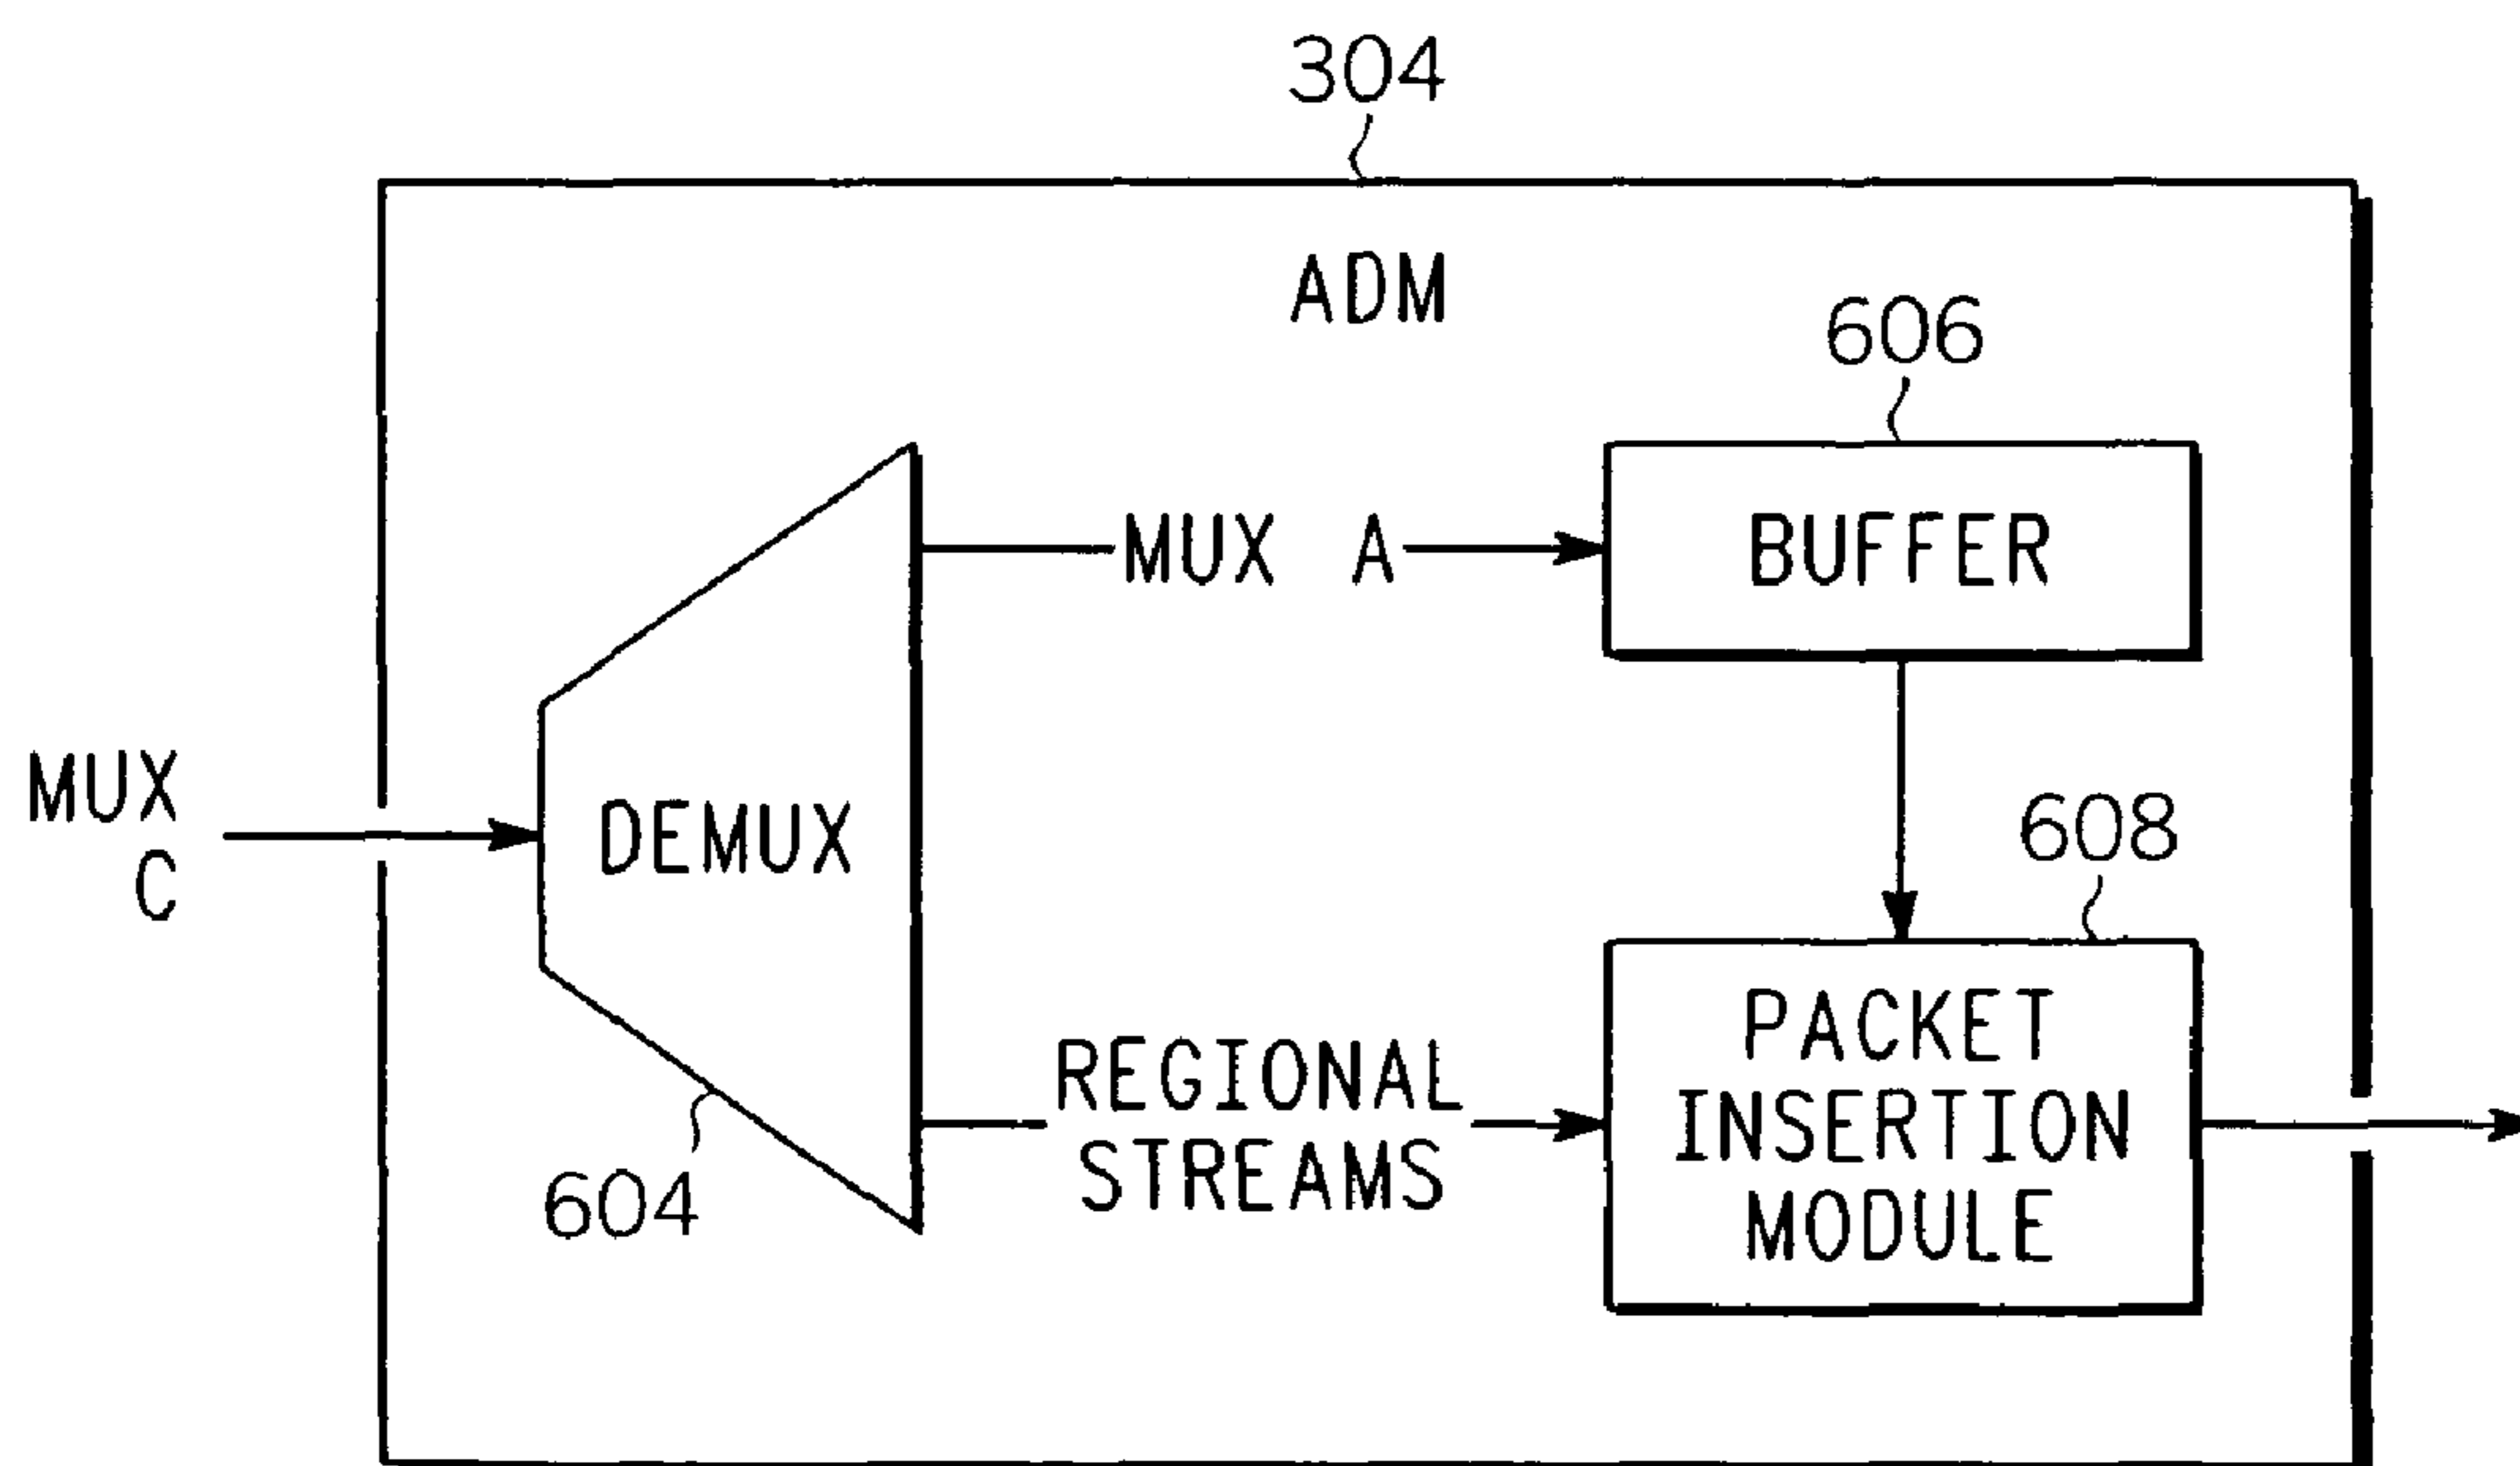 304
ADM
606
MUX A
BUFFER
MUX
C
DEMUX
608
REGIONAL
STREAMS
PACKET
INSERTION
MODULE
604